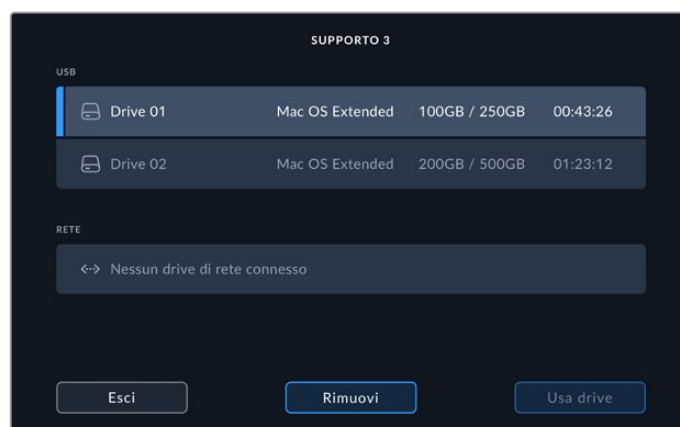 SUPPORTO 3
USB
Drive 01 Mac OS Extended 100GB / 250GB 00:43:26
Drive 02 Mac OS Extended 200GB / 500GB 01:23:12
RETE
Nessun drive di rete connesso
Esci Rimuovi Usa drive